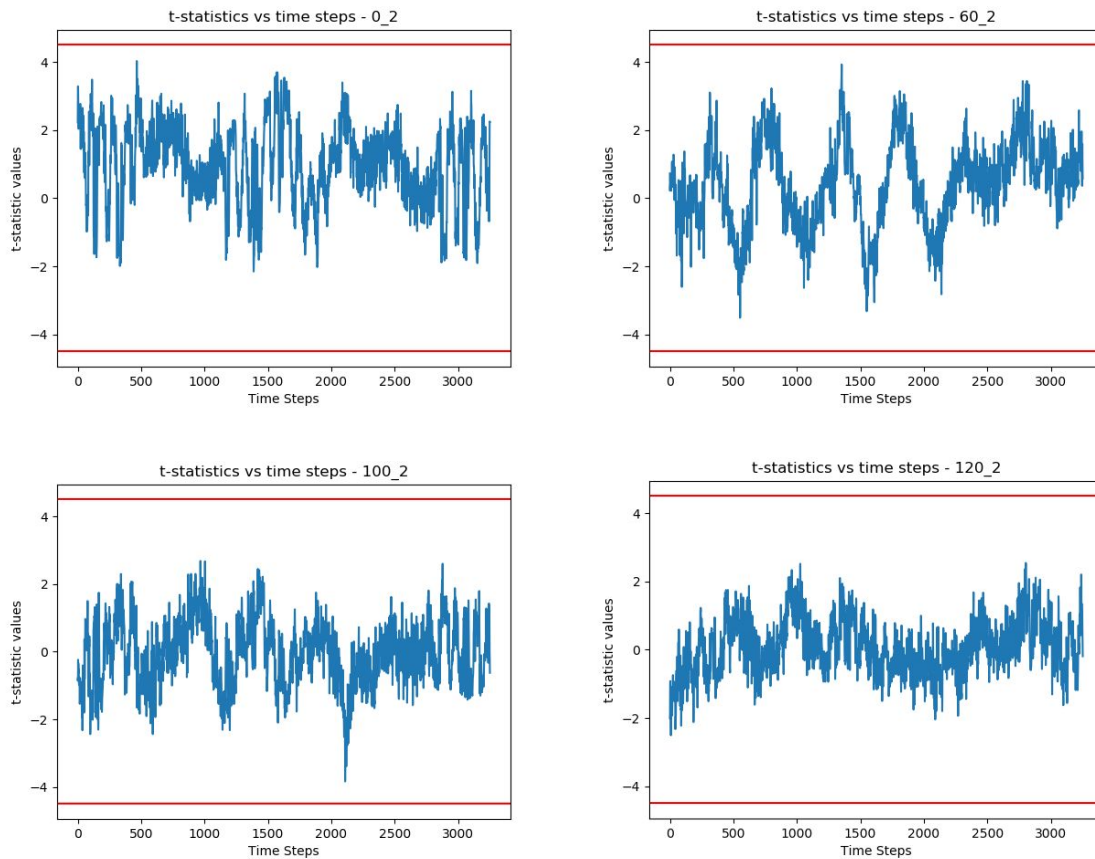 t-statistics vs time steps - 0_2
t-statistic values
4
2
0
−2
−4
0 500 1000 1500 2000 2500 3000
Time Steps
t-statistics vs time steps - 60_2
t-statistic values
4
2
0
−2
−4
0 500 1000 1500 2000 2500 3000
Time Steps
t-statistics vs time steps - 100_2
t-statistic values
4
2
0
−2
−4
0 500 1000 1500 2000 2500 3000
Time Steps
t-statistics vs time steps - 120_2
t-statistic values
4
2
0
−2
−4
0 500 1000 1500 2000 2500 3000
Time Steps